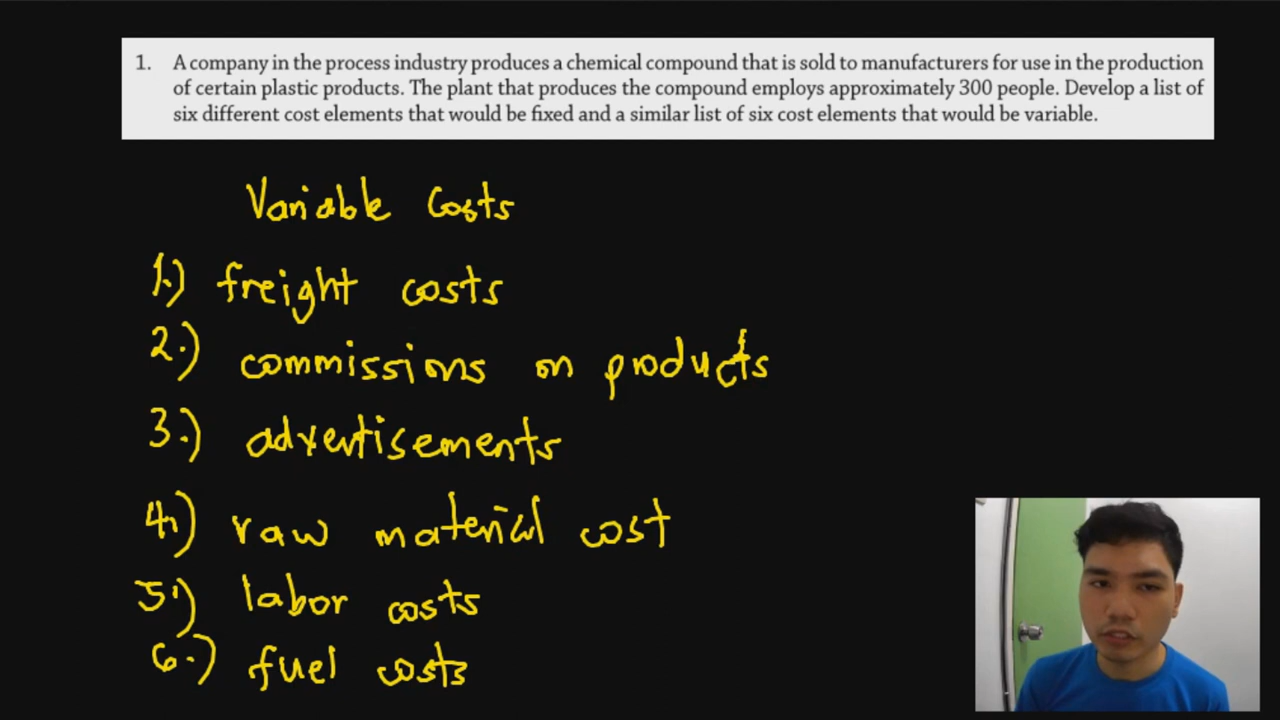 1. A company in the process industry produces a chemical compound that is sold to manufacturers for use in the production
of certain plastic products. The plant that produces the compound employs approximately 300 people. Develop a list of
six different cost elements that would be fixed and a similar list of six cost elements that would be variable.
Variable Costs
1.) freight costs
2.) commissions on products
3.) advertisements
4.) raw material cost
5.) labor costs
6.) fuel costs